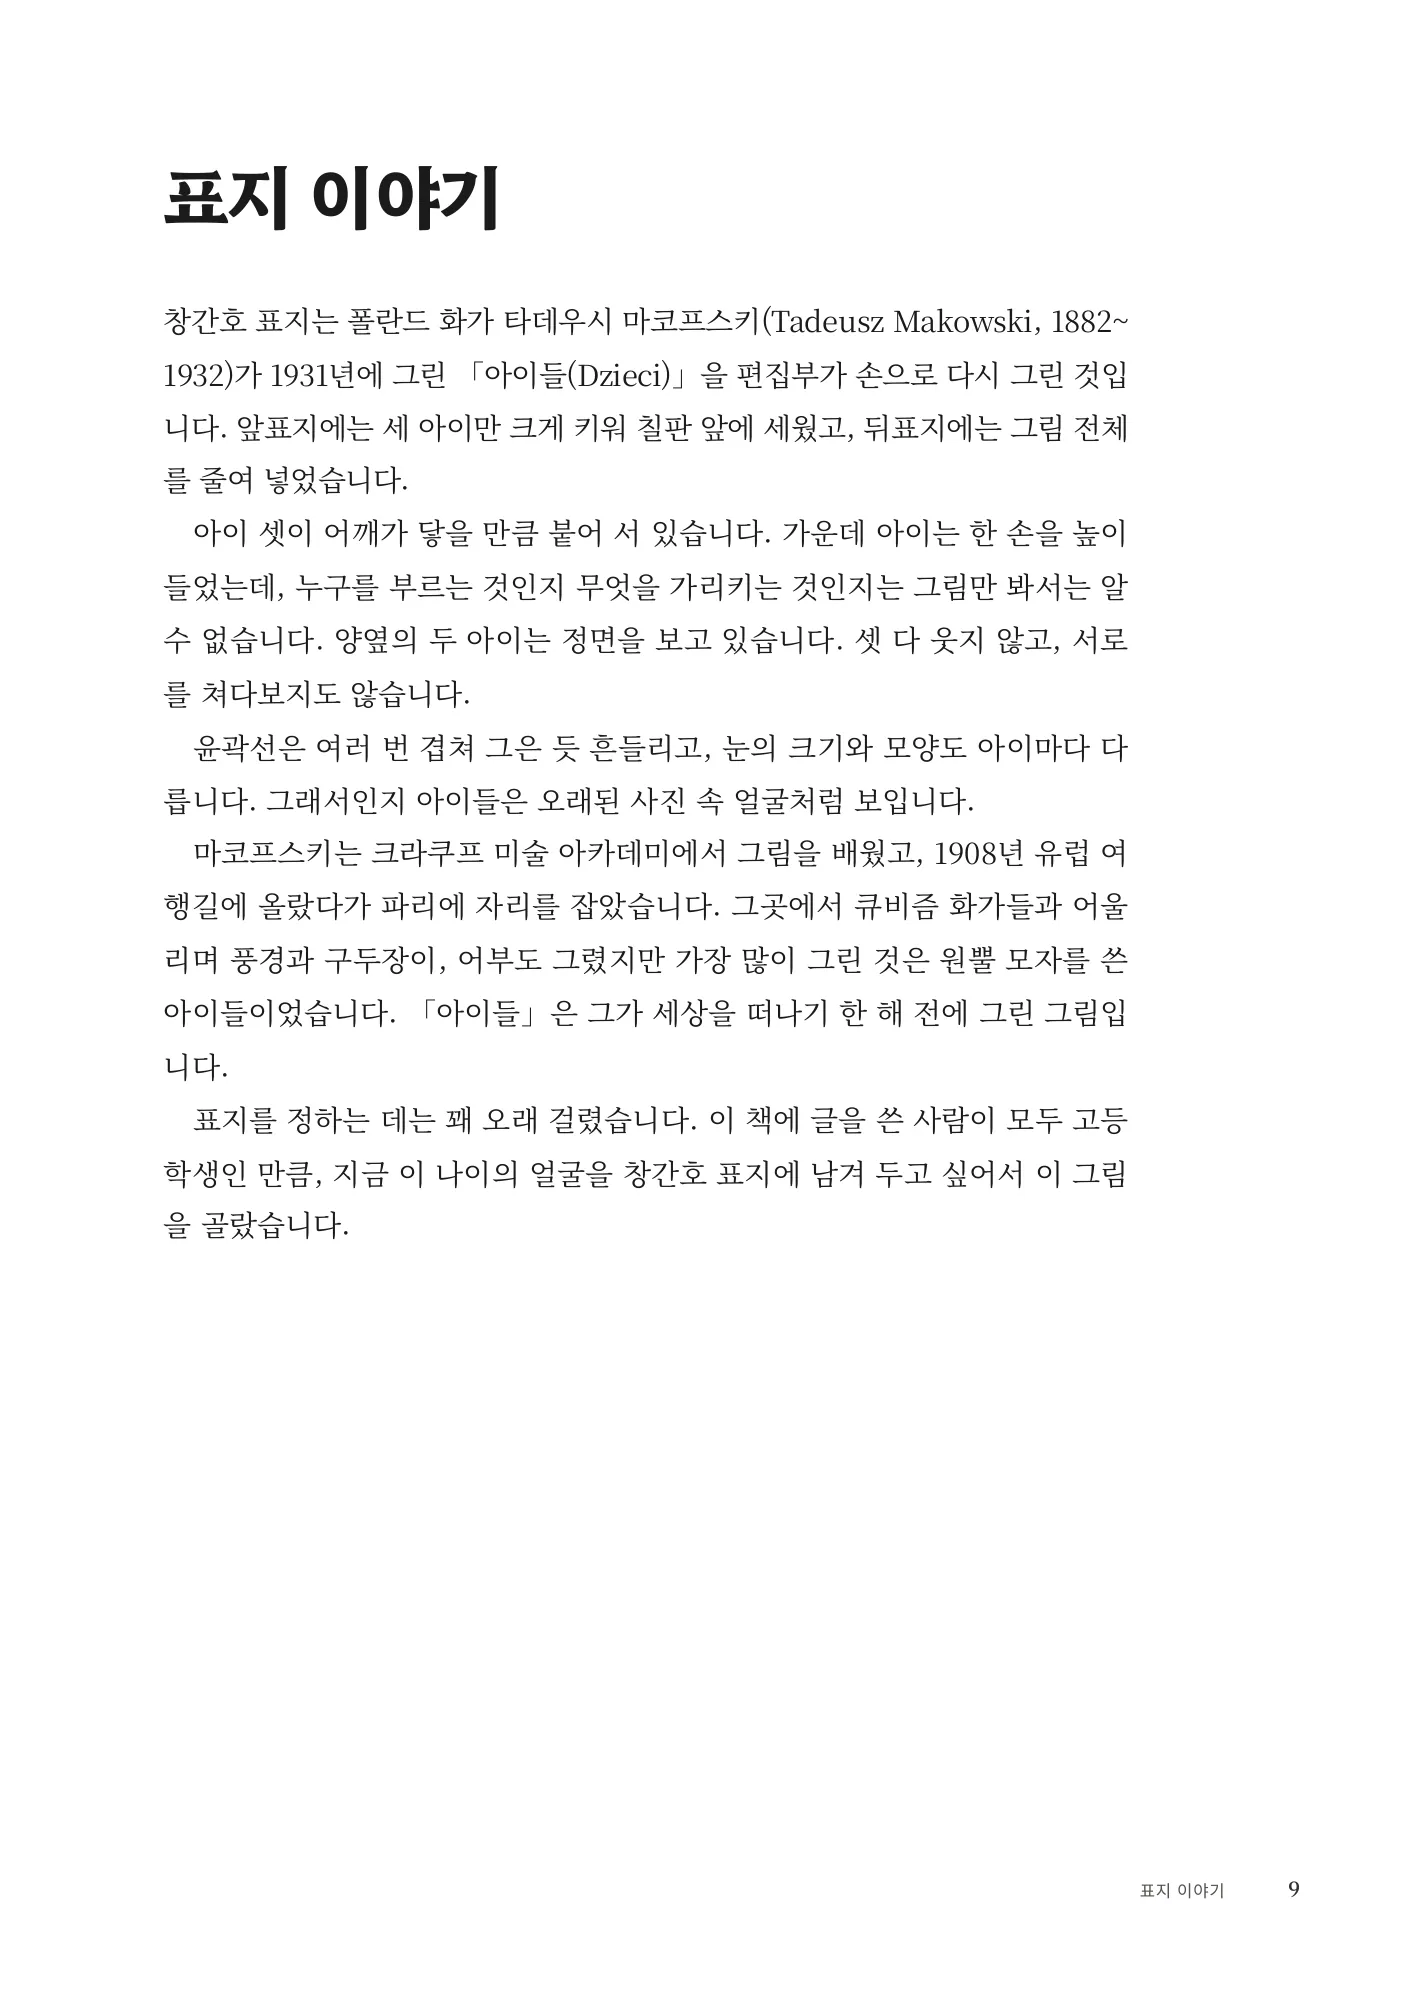 표지 이야기
창간호 표지는 폴란드 화가 타데우시 마코프스키(Tadeusz Makowski, 1882~
1932)가 1931년에 그린 「아이들(Dzieci)」을 편집부가 손으로 다시 그린 것입
니다. 앞표지에는 세 아이만 크게 키워 칠판 앞에 세웠고, 뒤표지에는 그림 전체
를 줄여 넣었습니다.
아이 셋이 어깨가 닿을 만큼 붙어 서 있습니다. 가운데 아이는 한 손을 높이
들었는데, 누구를 부르는 것인지 무엇을 가리키는 것인지는 그림만 봐서는 알
수 없습니다. 양옆의 두 아이는 정면을 보고 있습니다. 셋 다 웃지 않고, 서로
를 쳐다보지도 않습니다.
윤곽선은 여러 번 겹쳐 그은 듯 흔들리고, 눈의 크기와 모양도 아이마다 다
릅니다. 그래서인지 아이들은 오래된 사진 속 얼굴처럼 보입니다.
마코프스키는 크라쿠프 미술 아카데미에서 그림을 배웠고, 1908년 유럽 여
행길에 올랐다가 파리에 자리를 잡았습니다. 그곳에서 큐비즘 화가들과 어울
리며 풍경과 구두장이, 어부도 그렸지만 가장 많이 그린 것은 원뿔 모자를 쓴
아이들이었습니다. 「아이들」은 그가 세상을 떠나기 한 해 전에 그린 그림입
니다.
표지를 정하는 데는 꽤 오래 걸렸습니다. 이 책에 글을 쓴 사람이 모두 고등
학생인 만큼, 지금 이 나이의 얼굴을 창간호 표지에 남겨 두고 싶어서 이 그림
을 골랐습니다.
표지 이야기 9